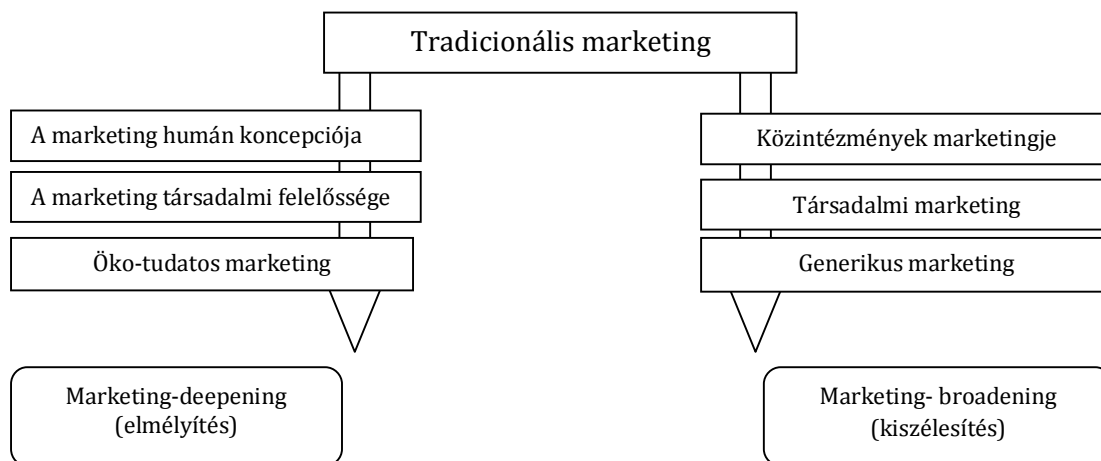 Tradicionális marketing
A marketing humán koncepciója
A marketing társadalmi felelőssége
Öko-tudatos marketing
Marketing-deepening
(elmélyítés)
Közintézmények marketingje
Társadalmi marketing
Generikus marketing
Marketing- broadening
(kiszélesítés)